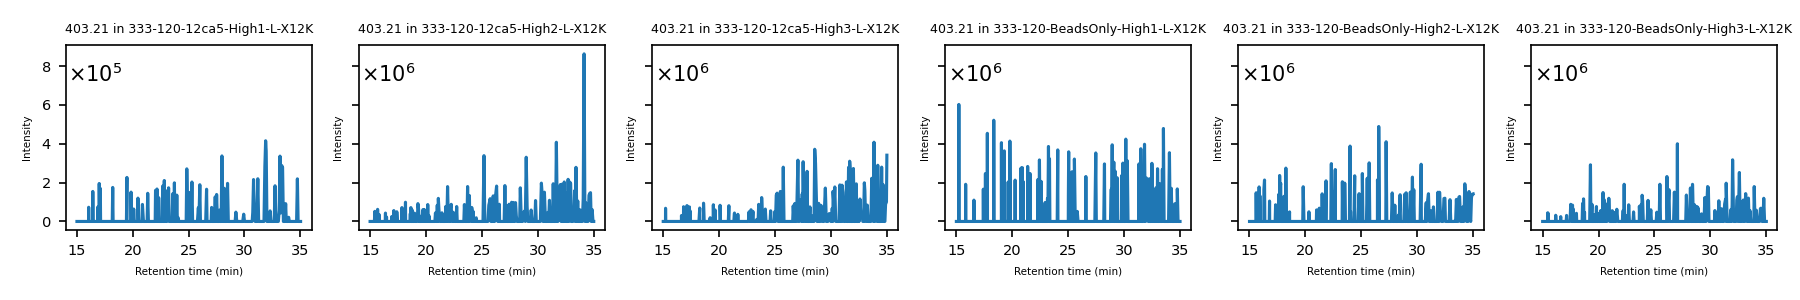 403.21 in 333-120-12ca5-High1-L-X12K
403.21 in 333-120-12ca5-High2-L-X12K
403.21 in 333-120-12ca5-High3-L-X12K
403.21 in 333-120-BeadsOnly-High1-L-X12K
403.21 in 333-120-BeadsOnly-High2-L-X12K
403.21 in 333-120-BeadsOnly-High3-L-X12K
×10⁵
×10⁶
×10⁶
×10⁶
×10⁶
×10⁶
8
6
4
2
0
Intensity
Intensity
Intensity
Intensity
Intensity
Intensity
15 20 25 30 35
15 20 25 30 35
15 20 25 30 35
15 20 25 30 35
15 20 25 30 35
15 20 25 30 35
Retention time (min)
Retention time (min)
Retention time (min)
Retention time (min)
Retention time (min)
Retention time (min)